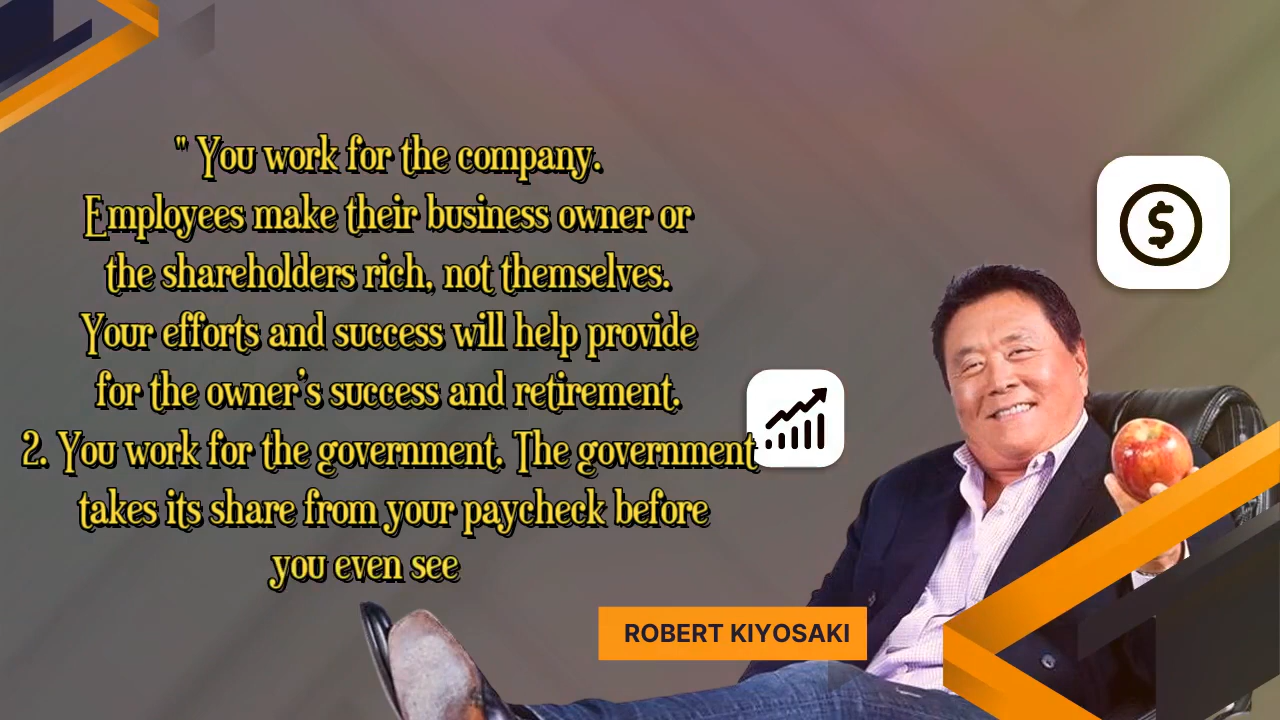 " You work for the company.
Employees make their business owner or
the shareholders rich, not themselves.
Your efforts and success will help provide
for the owner’s success and retirement.
2. You work for the government. The government
takes its share from your paycheck before
you even see
$
ROBERT KIYOSAKI